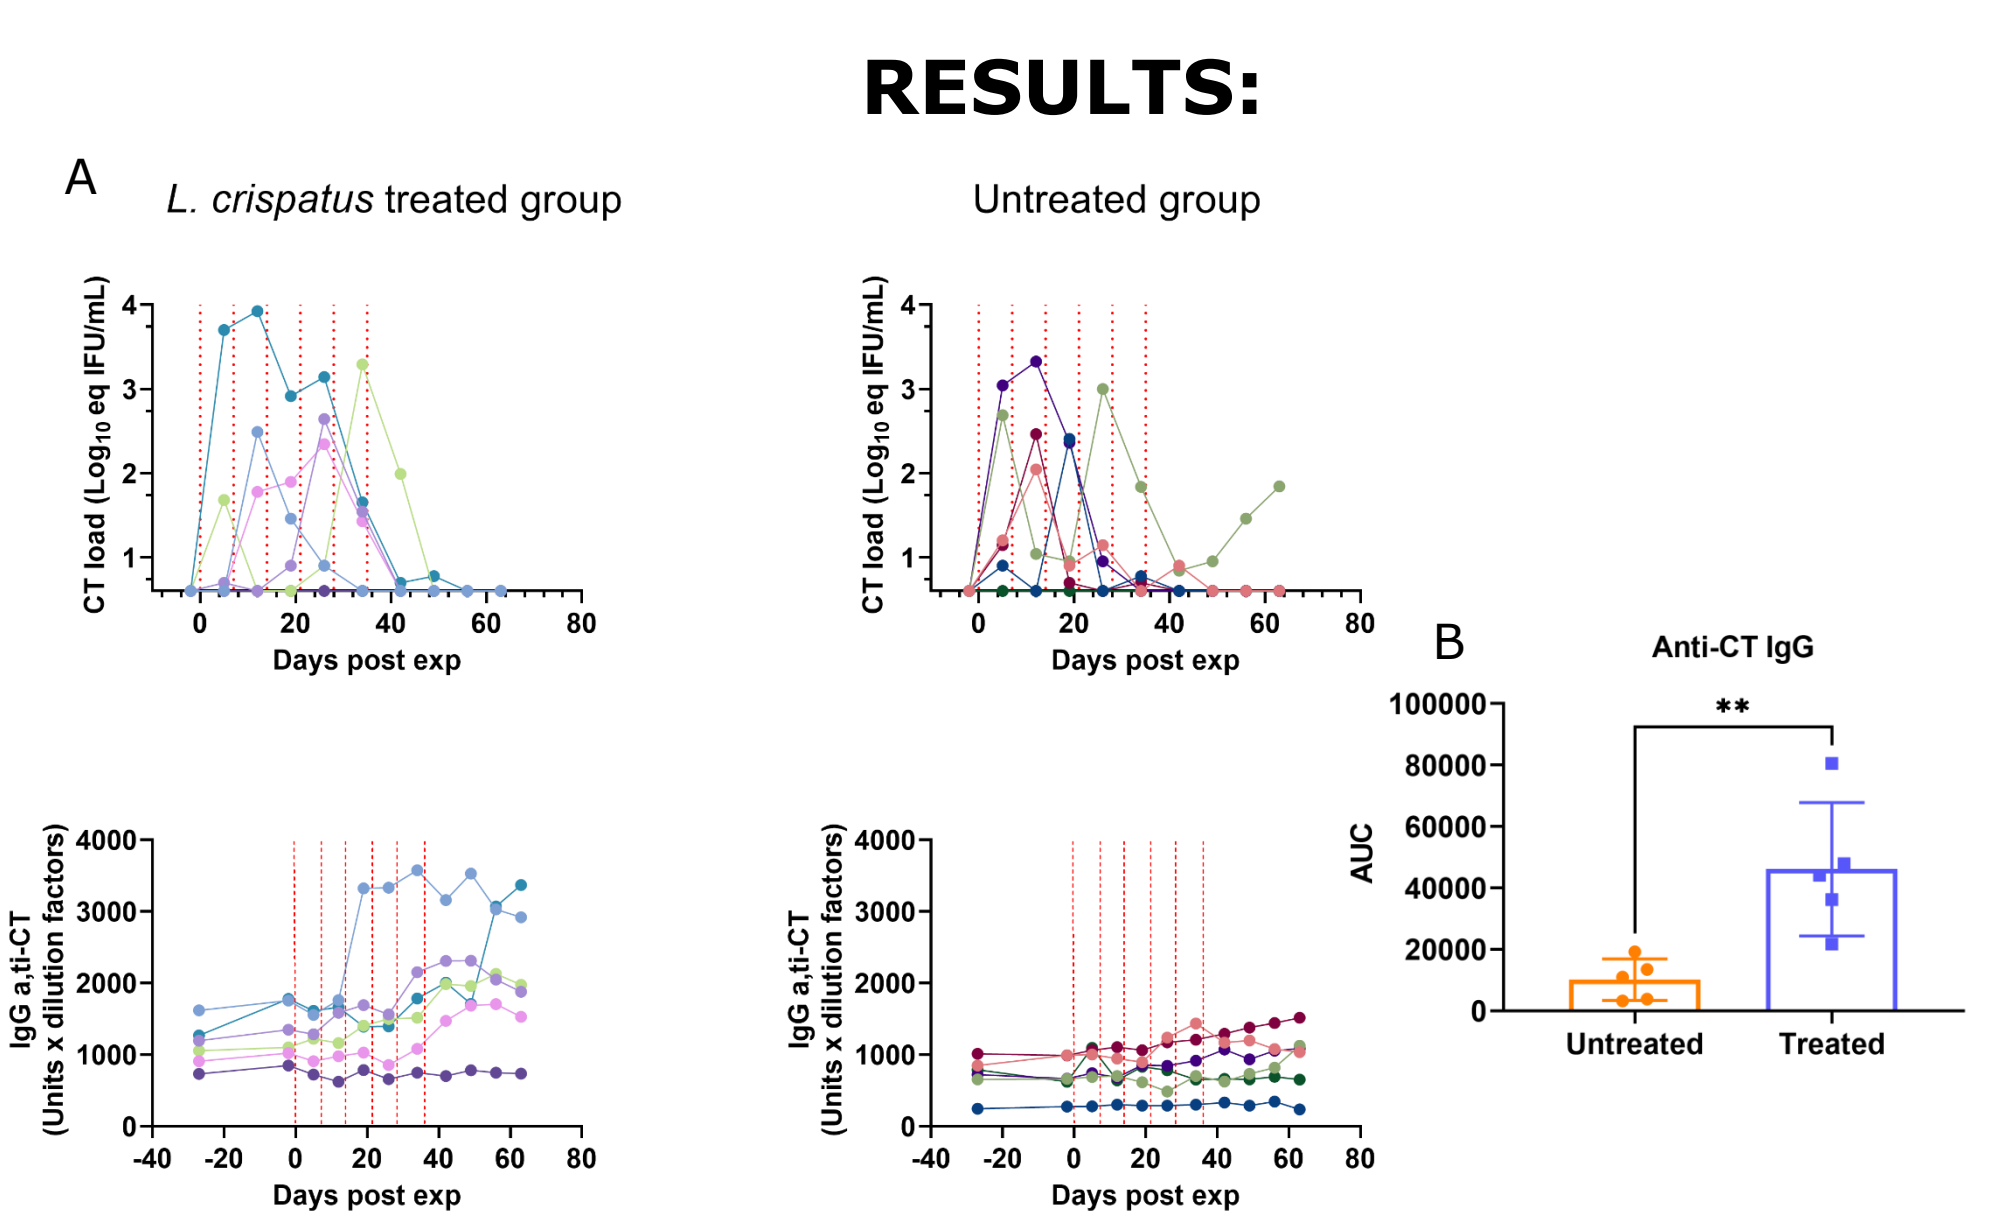 RESULTS:
A
L. crispatus treated group
Untreated group
CT load (Log10 eq IFU/mL)
4
3
2
1
0 20 40 60 80
Days post exp
CT load (Log10 eq IFU/mL)
4
3
2
1
0 20 40 60 80
Days post exp
IgG a,ti-CT
(Units x dilution factors)
4000
3000
2000
1000
0
-40 -20 0 20 40 60 80
Days post exp
IgG a,ti-CT
(Units x dilution factors)
4000
3000
2000
1000
0
-40 -20 0 20 40 60 80
Days post exp
B
Anti-CT IgG
**
AUC
100000
80000
60000
40000
20000
0
Untreated Treated